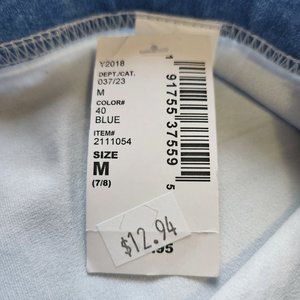 Y2018
DEPT./CAT.
037/23
M
COLOR#
40
BLUE
ITEM#
2111054
SIZE
M
(7/8)
1 91755 37559 5
$12.94
.95